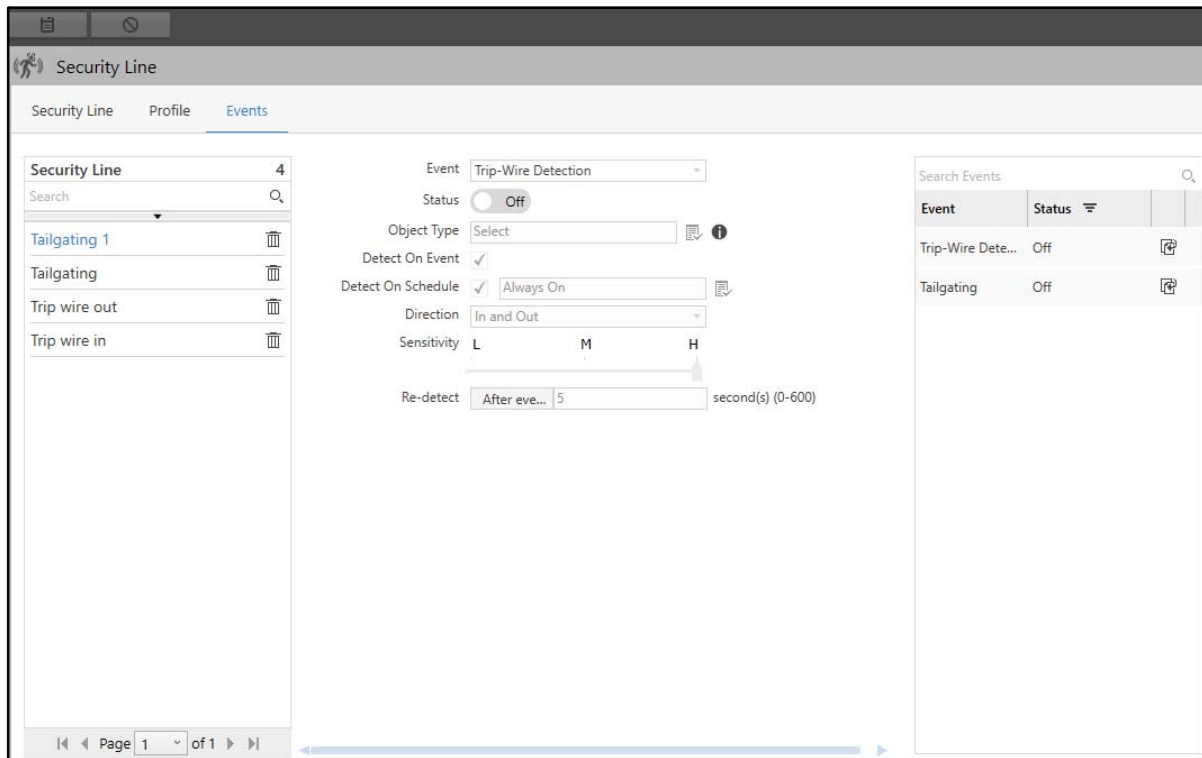 Security Line
Security Line Profile Events
Security Line 4
Search
Tailgating 1
Tailgating
Trip wire out
Trip wire in
Page 1 of 1
Event Trip-Wire Detection
Status Off
Object Type Select
Detect On Event
Detect On Schedule Always On
Direction In and Out
Sensitivity L M H
Re-detect After eve... 5 second(s) (0-600)
Search Events
Event Status
Trip-Wire Dete... Off
Tailgating Off